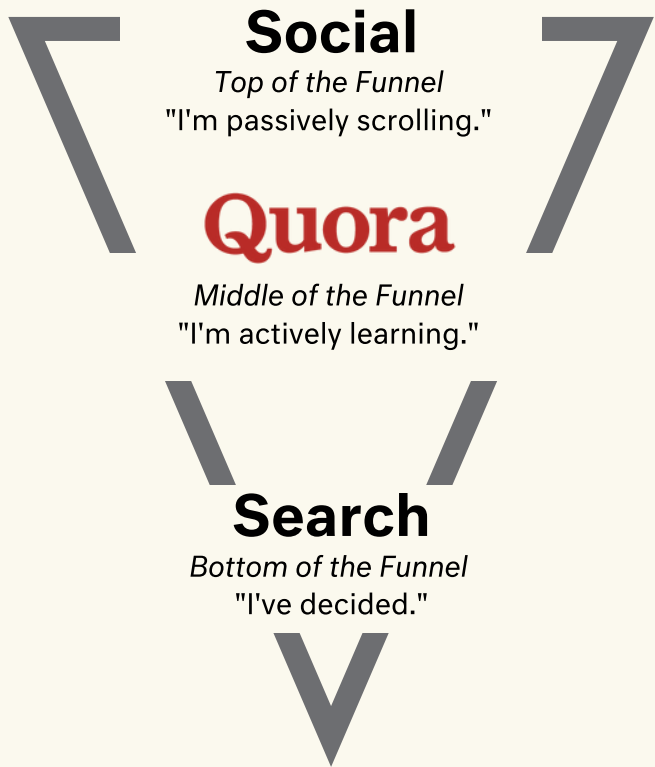 Social
Top of the Funnel
"I'm passively scrolling."
Quora
Middle of the Funnel
"I'm actively learning."
Search
Bottom of the Funnel
"I've decided."